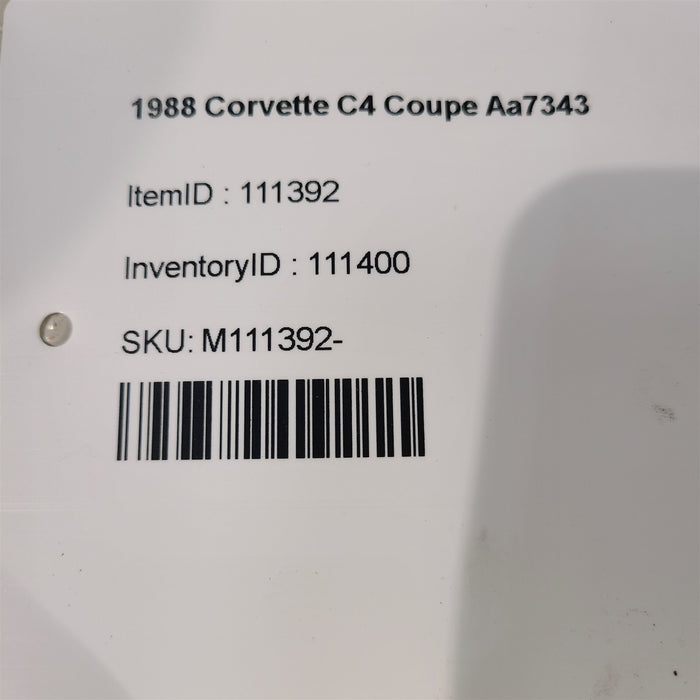 1988 Corvette C4 Coupe Aa7343
ItemID : 111392
InventoryID : 111400
SKU: M111392-